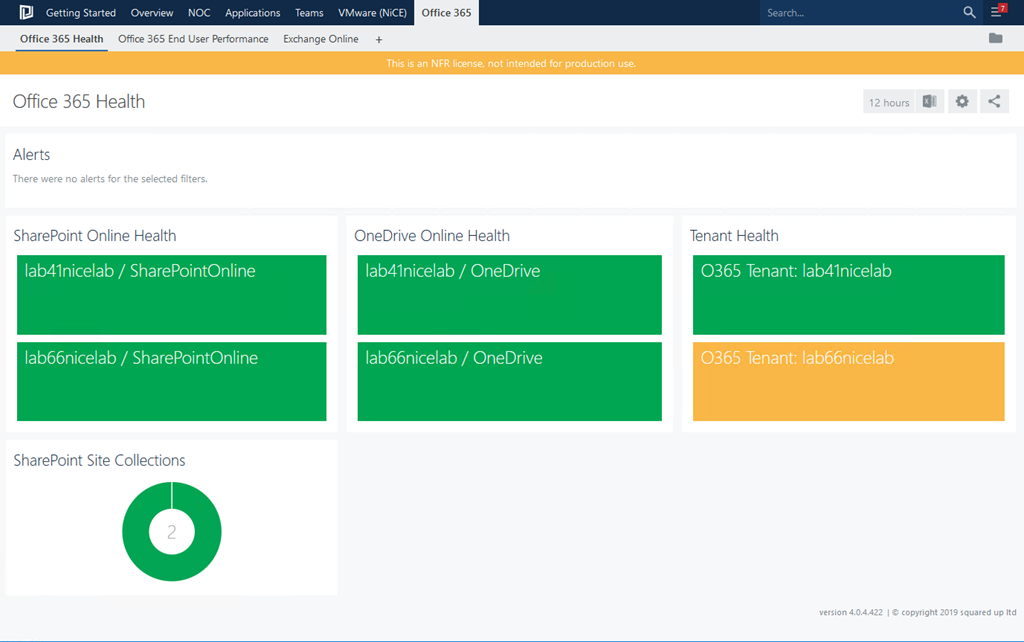 Getting Started Overview NOC Applications Teams VMware (NiCE) Office 365 Search... 7
Office 365 Health Office 365 End User Performance Exchange Online +
This is an NFR license, not intended for production use.
Office 365 Health 12 hours
Alerts
There were no alerts for the selected filters.
SharePoint Online Health OneDrive Online Health Tenant Health
lab41nicelab / SharePointOnline lab41nicelab / OneDrive O365 Tenant: lab41nicelab
lab66nicelab / SharePointOnline lab66nicelab / OneDrive O365 Tenant: lab66nicelab
SharePoint Site Collections
2
version 4.0.4.422 | © copyright 2019 squared up ltd